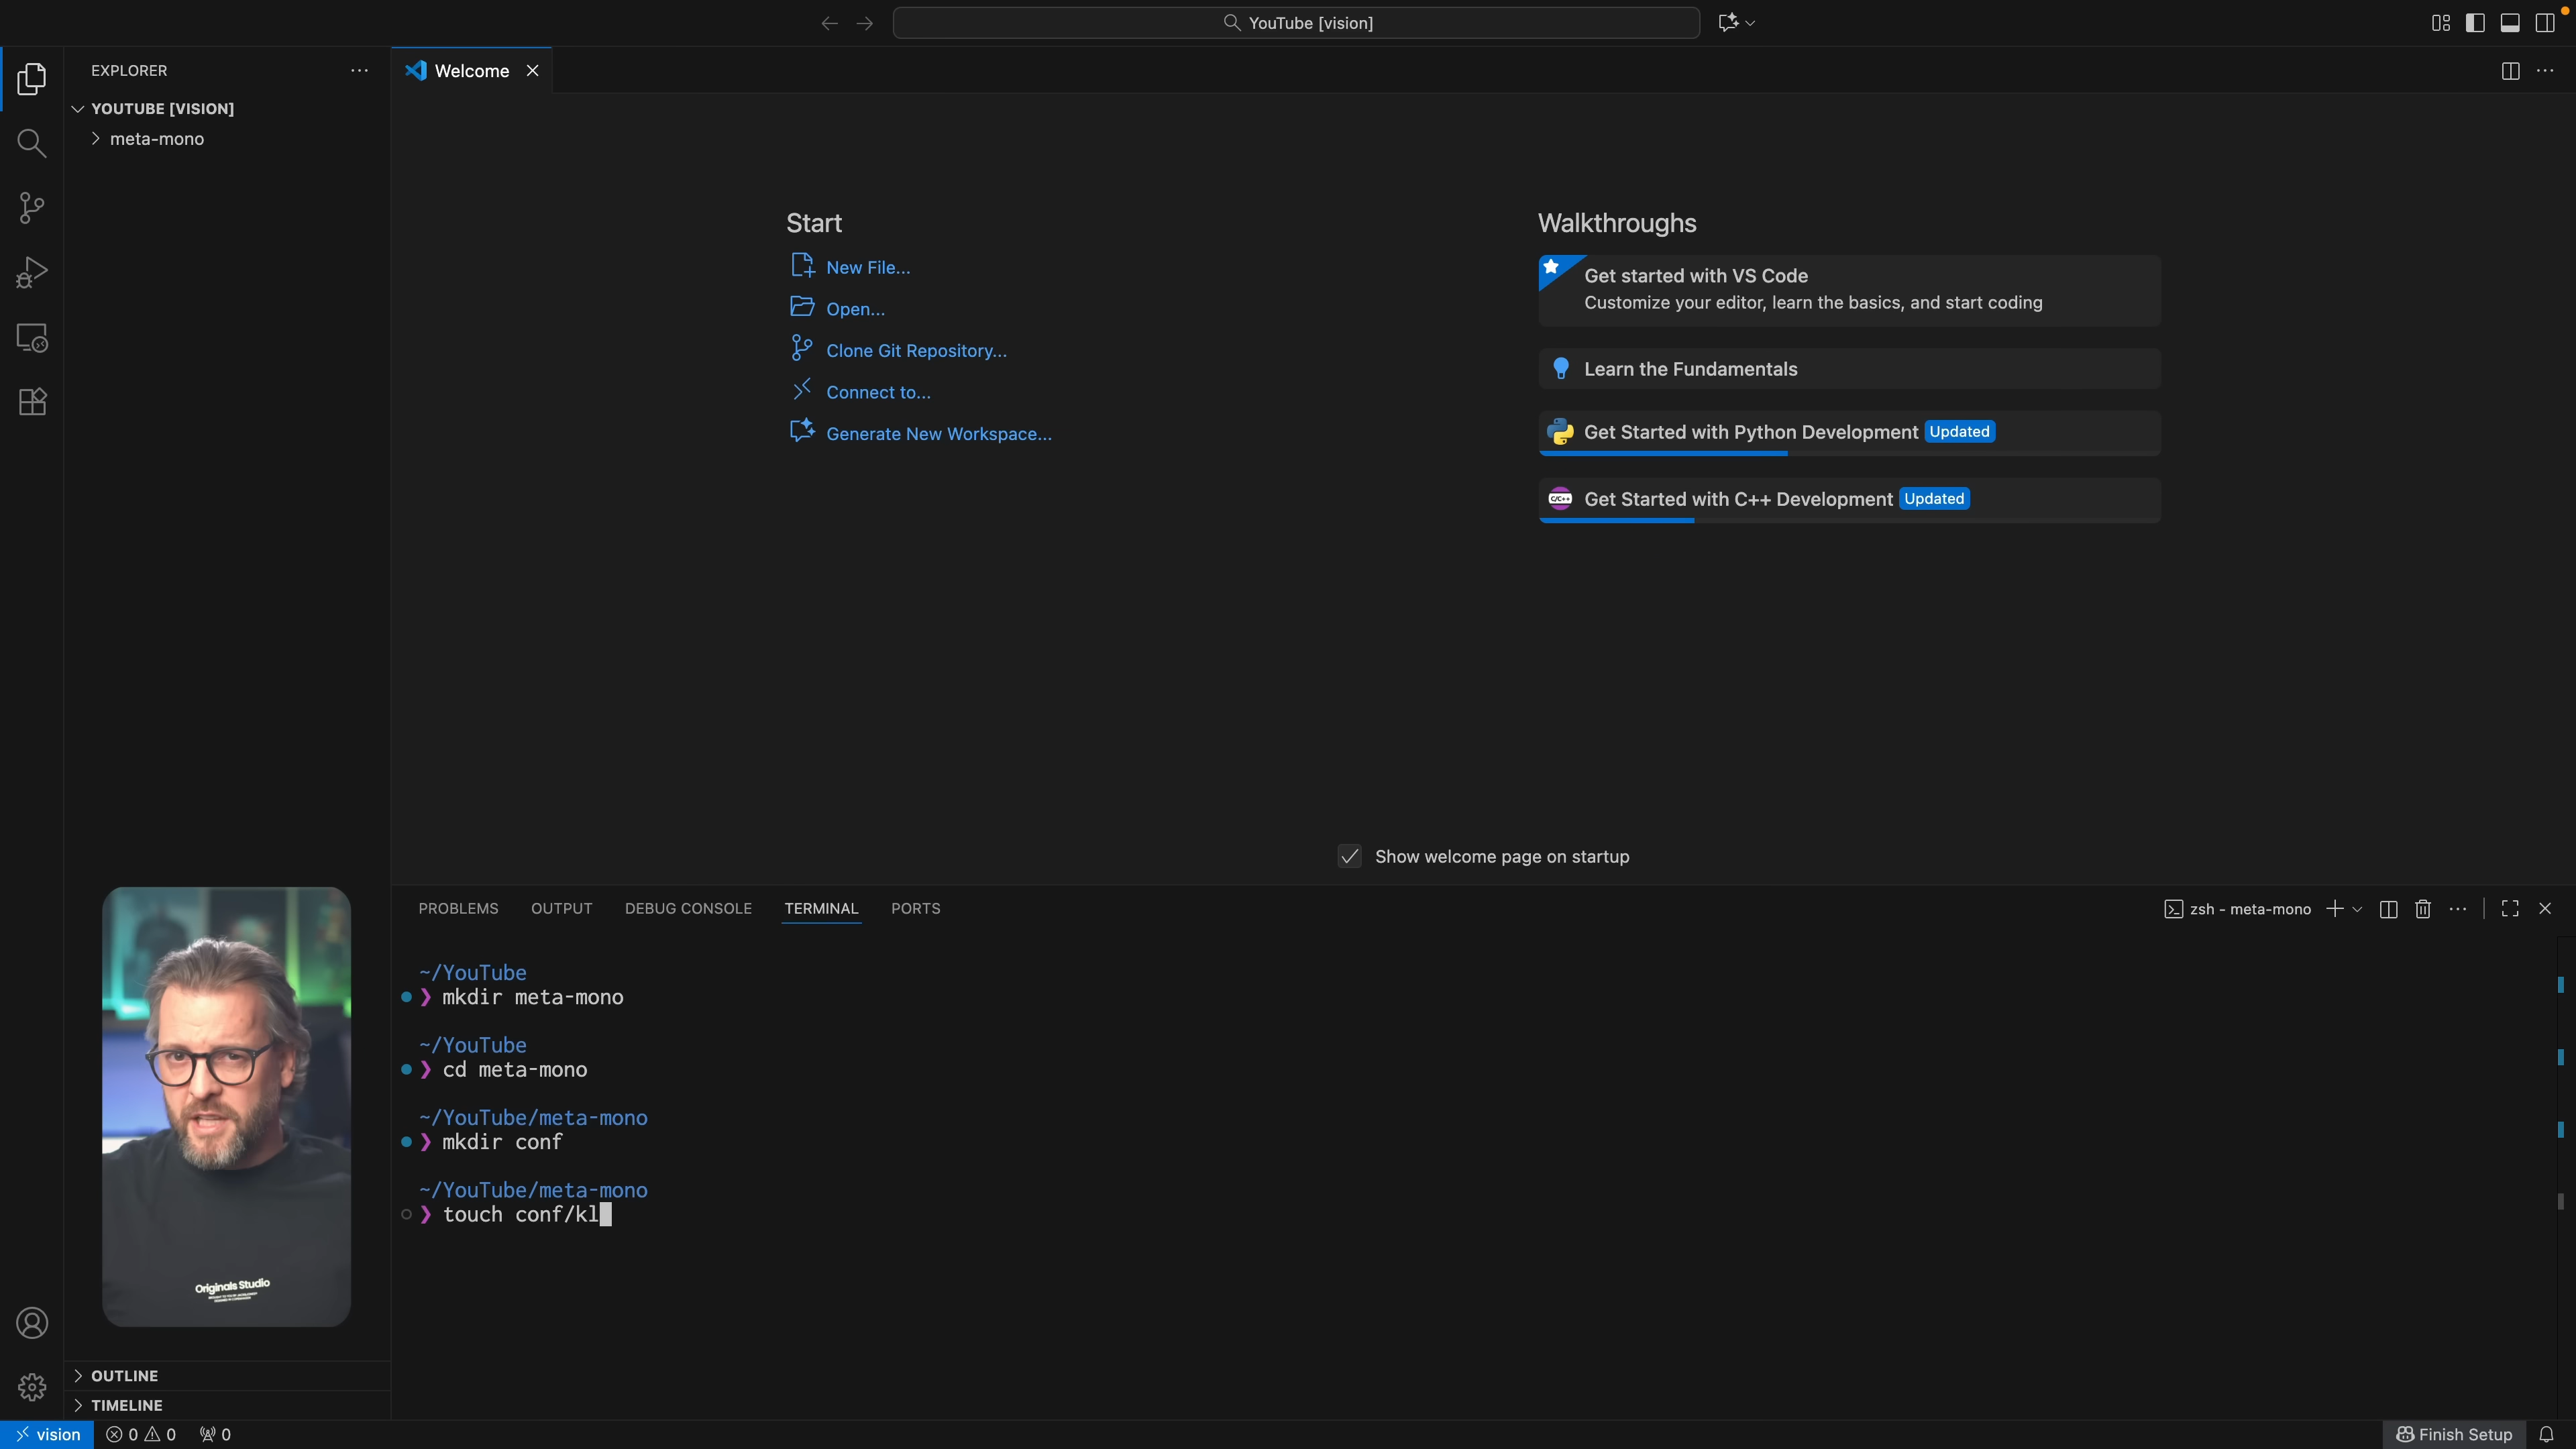 YouTube [vision]
EXPLORER
YOUTUBE [VISION]
meta-mono
Welcome
Start
New File...
Open...
Clone Git Repository...
Connect to...
Generate New Workspace...
Walkthroughs
Get started with VS Code
Customize your editor, learn the basics, and start coding
Learn the Fundamentals
Get Started with Python Development Updated
C/C++ Get Started with C++ Development Updated
Show welcome page on startup
PROBLEMS OUTPUT DEBUG CONSOLE TERMINAL PORTS
zsh - meta-mono
~/YouTube
❯ mkdir meta-mono
~/YouTube
❯ cd meta-mono
~/YouTube/meta-mono
❯ mkdir conf
~/YouTube/meta-mono
❯ touch conf/kl
Originals Studio
OUTLINE
TIMELINE
vision 0 0 0
Finish Setup